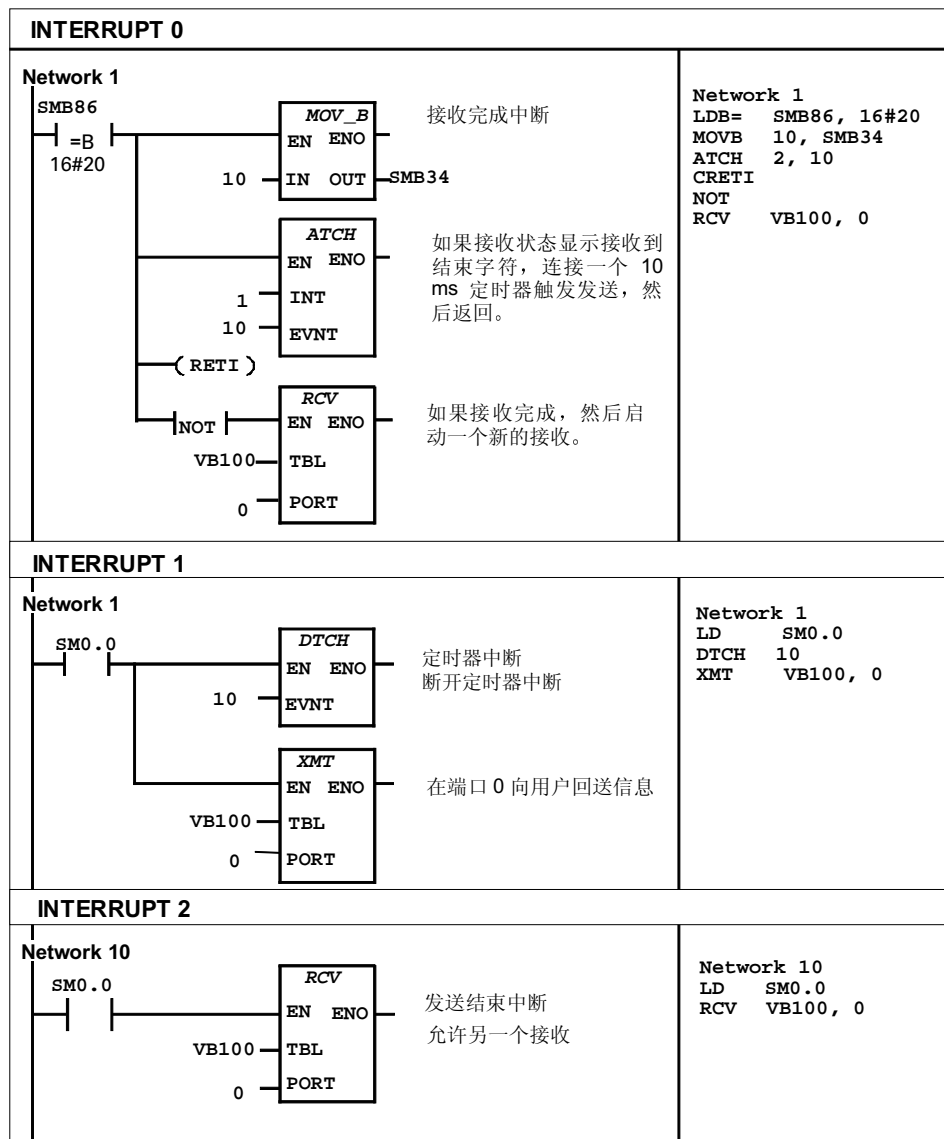 INTERRUPT 0
Network 1
SMB86
=B
16#20
MOV_B
EN ENO
10 IN OUT SMB34
接收完成中断
ATCH
EN ENO
1 INT
10 EVNT
如果接收状态显示接收到
结束字符，连接一个 10
ms 定时器触发发送，然
后返回。
( RETI )
NOT
RCV
EN ENO
VB100 TBL
0 PORT
如果接收完成，然后启
动一个新的接收。
Network 1
LDB= SMB86, 16#20
MOVB 10, SMB34
ATCH 2, 10
CRETI
NOT
RCV VB100, 0
INTERRUPT 1
Network 1
SM0.0
DTCH
EN ENO
10 EVNT
定时器中断
断开定时器中断
XMT
EN ENO
VB100 TBL
0 PORT
在端口 0 向用户回送信息
Network 1
LD SM0.0
DTCH 10
XMT VB100, 0
INTERRUPT 2
Network 10
SM0.0
RCV
EN ENO
VB100 TBL
0 PORT
发送结束中断
允许另一个接收
Network 10
LD SM0.0
RCV VB100, 0